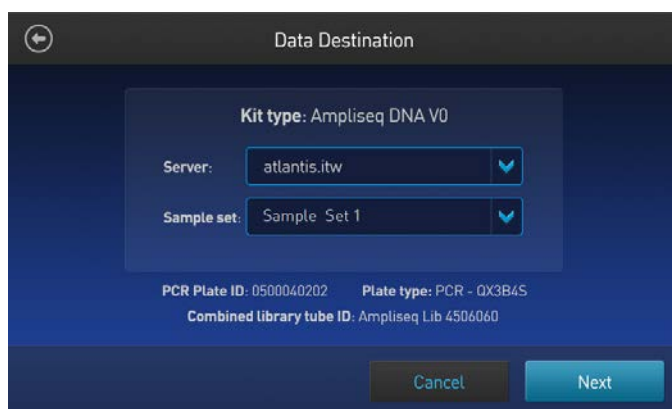 Data Destination
Kit type: Ampliseq DNA V0
Server: atlantis.itw
Sample set: Sample Set 1
PCR Plate ID: 0500040202 Plate type: PCR - QX3B4S
Combined library tube ID: Ampliseq Lib 4506060
Cancel Next